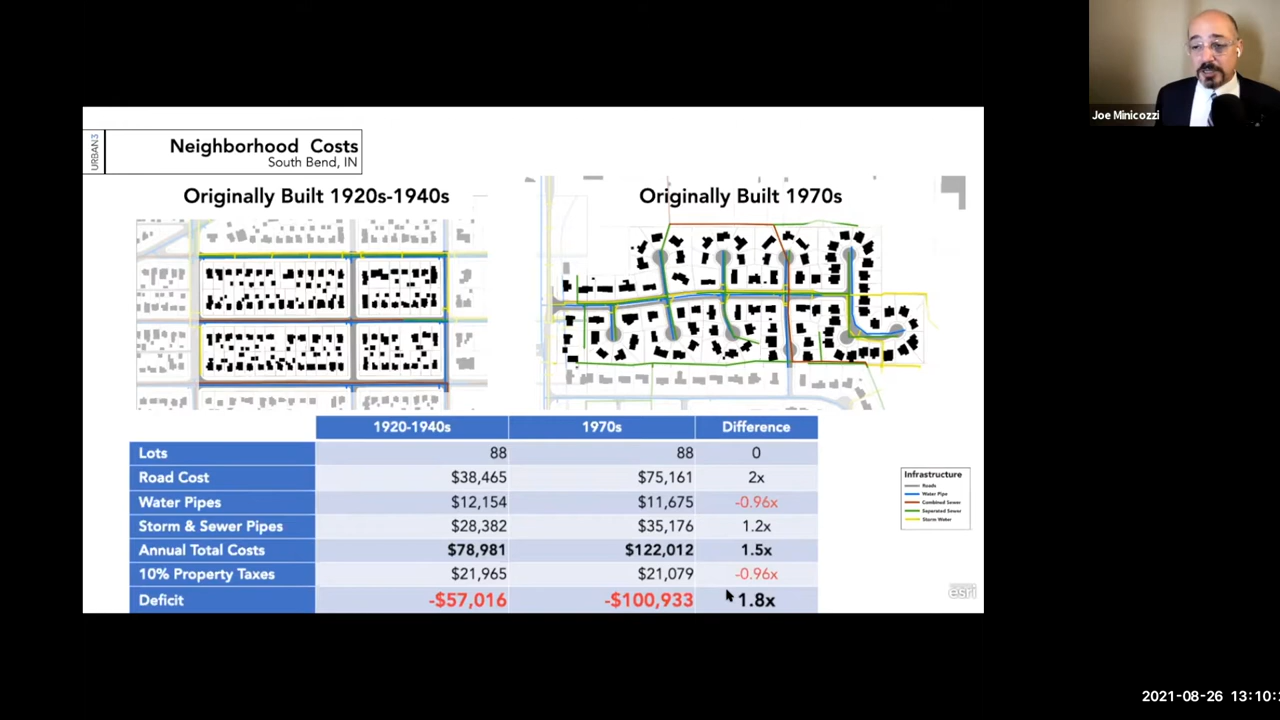 Joe Minicozzi
URBAN3
Neighborhood Costs
South Bend, IN
Originally Built 1920s-1940s
Originally Built 1970s
1920-1940s 1970s Difference
Lots 88 88 0
Road Cost $38,465 $75,161 2x
Water Pipes $12,154 $11,675 -0.96x
Storm & Sewer Pipes $28,382 $35,176 1.2x
Annual Total Costs $78,981 $122,012 1.5x
10% Property Taxes $21,965 $21,079 -0.96x
Deficit -$57,016 -$100,933 1.8x
Infrastructure
Roads
Water Pipe
Combined Sewer
Separated Sewer
Storm Water
esri
2021-08-26 13:10: